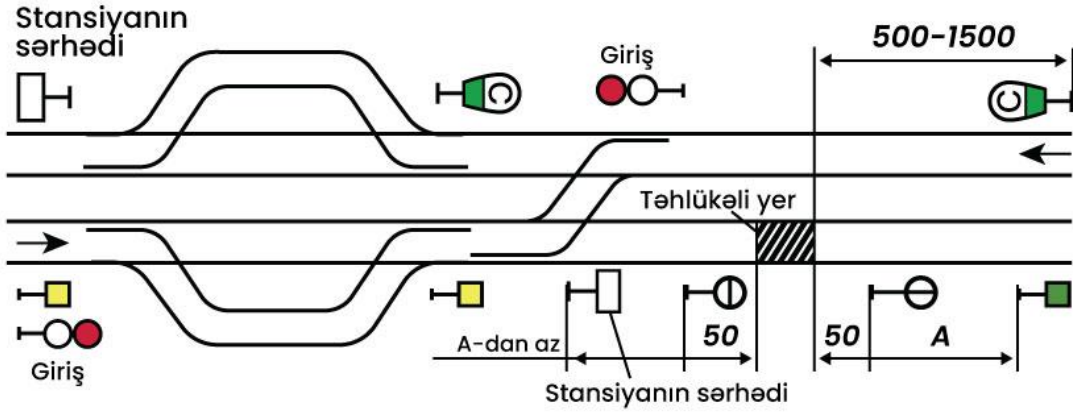 Stansiyanın
sərhədi
Giriş
500-1500
C
C
Təhlükəli yer
Giriş
A-dan az
50
50
A
Stansiyanın sərhədi